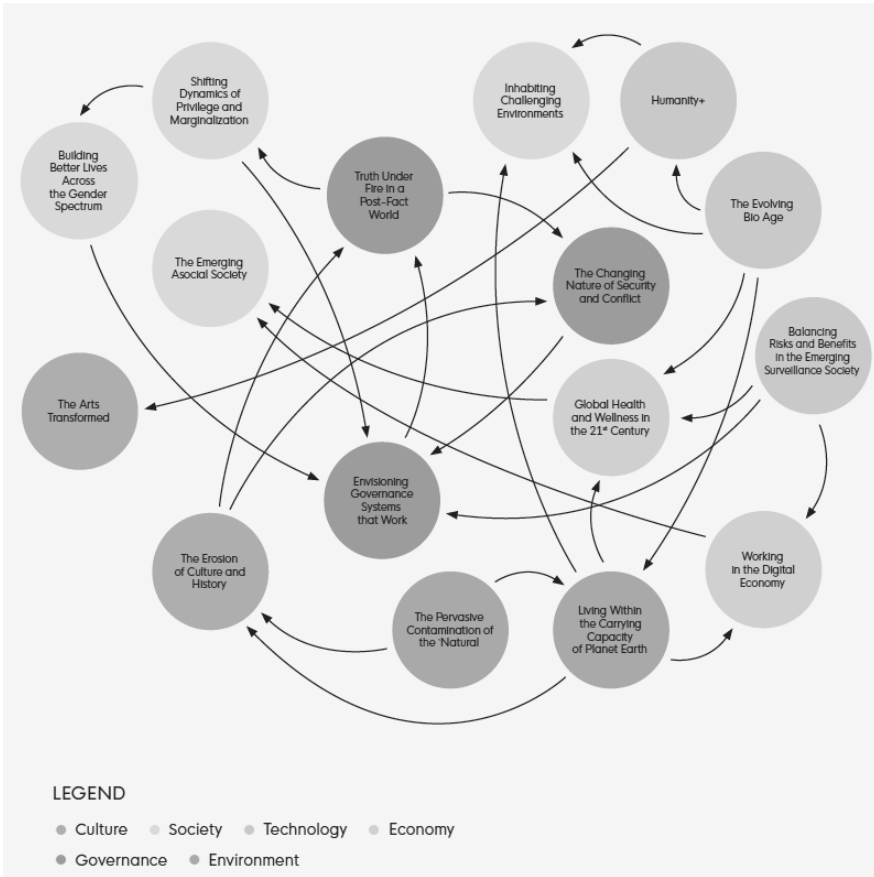 Shifting
Dynamics of
Privilege and
Marginalization
Inhabiting
Challenging
Environments
Humanity+
Building
Better Lives
Across
the Gender
Spectrum
Truth Under
Fire in a
Post-Fact
World
The Evolving
Bio Age
The Emerging
Asocial Society
The Changing
Nature of Security
and Conflict
Balancing
Risks and Benefits
in the Emerging
Surveillance Society
The Arts
Transformed
Global Health
and Wellness in
the 21st Century
Envisioning
Governance
Systems
that Work
The Erosion
of Culture and
History
The Pervasive
Contamination of
the 'Natural
Living Within
the Carrying
Capacity
of Planet Earth
Working
in the Digital
Economy
LEGEND
Culture Society Technology Economy
Governance Environment